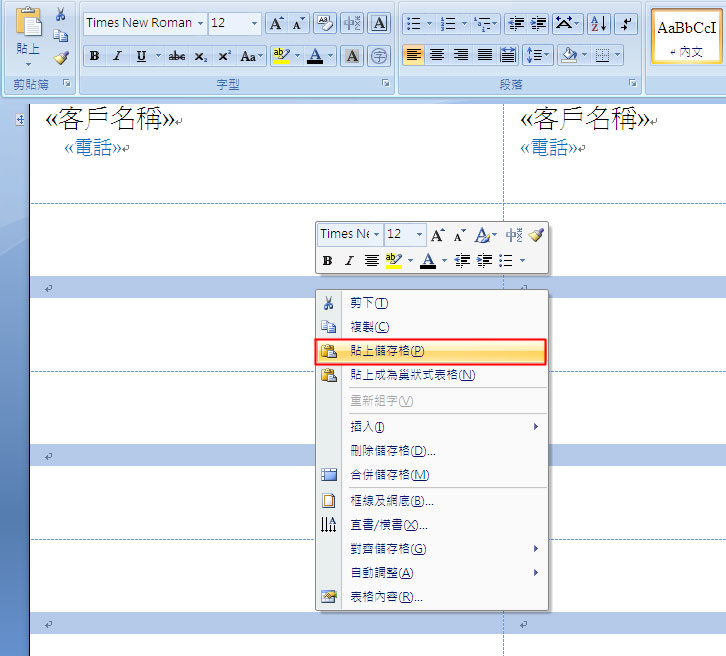 Times New Roman 12
貼上
B I U abc x₂ x² Aa
剪貼簿 字型 段落
AaBbCcI
內文
«客戶名稱» «客戶名稱»
«電話» «電話»
Times Ne 12
B I
剪下(T)
複製(C)
貼上儲存格(P)
貼上成為巢狀式表格(N)
重新組字(V)
插入(I)
刪除儲存格(D)...
合併儲存格(M)
框線及網底(B)...
直書/橫書(X)...
對齊儲存格(G)
自動調整(A)
表格內容(R)...